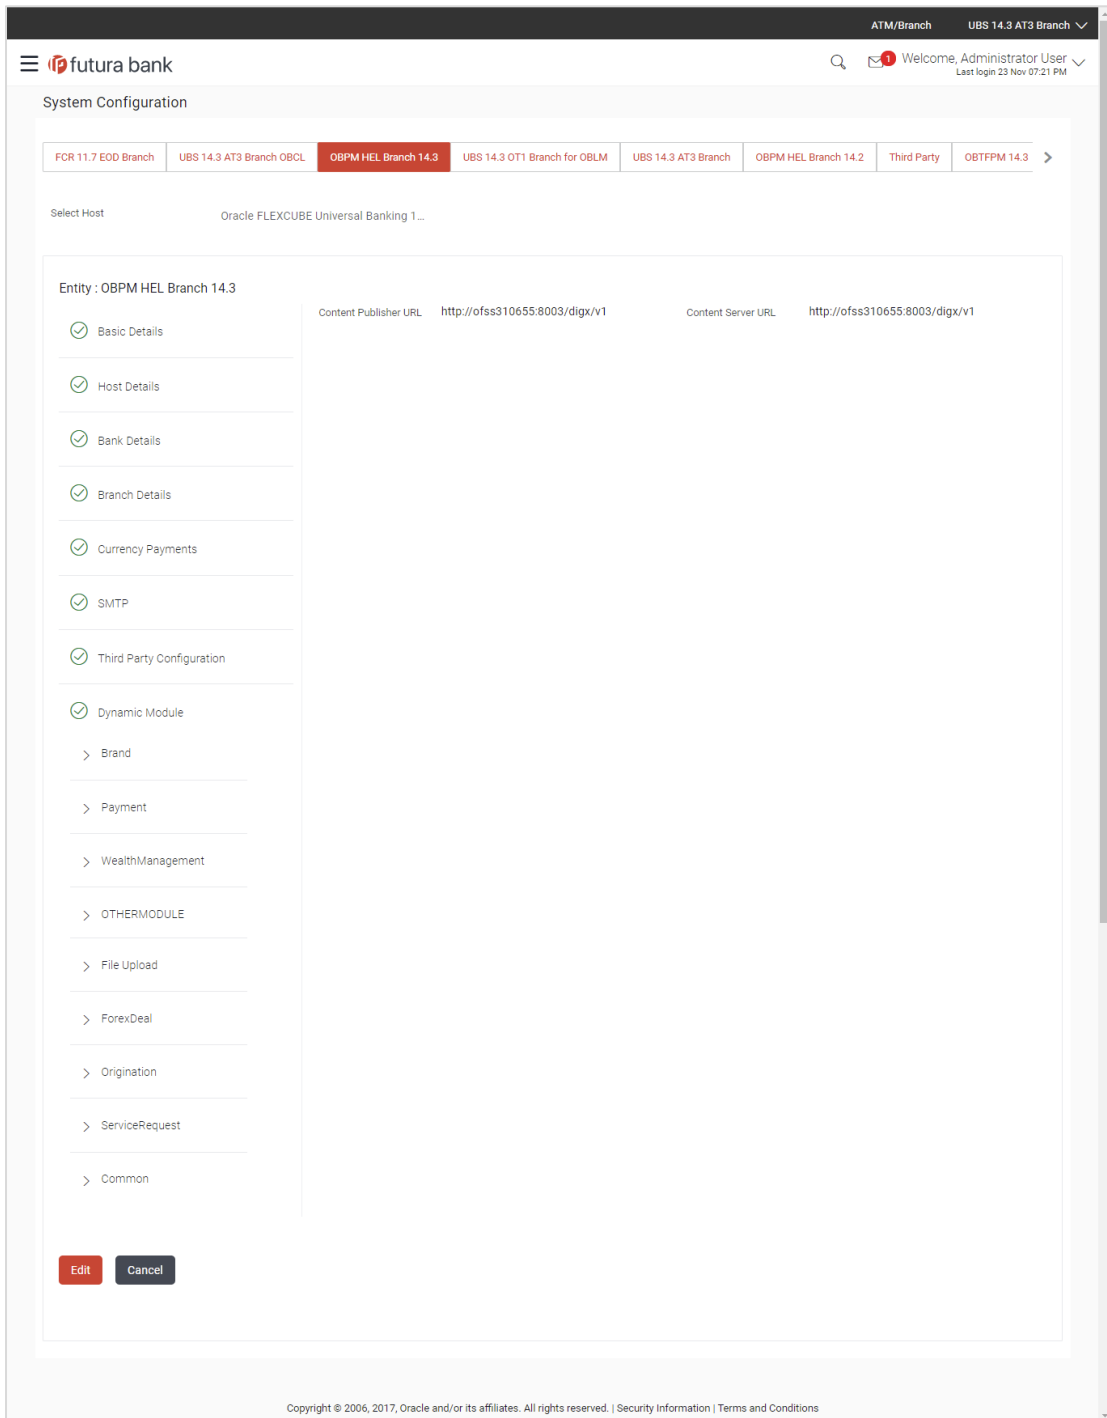 ATM/Branch UBS 14.3 AT3 Branch
futura bank
1
Welcome, Administrator User
Last login 23 Nov 07:21 PM
System Configuration
FCR 11.7 EOD Branch UBS 14.3 AT3 Branch OBCL OBPM HEL Branch 14.3 UBS 14.3 OT1 Branch for OBLM UBS 14.3 AT3 Branch OBPM HEL Branch 14.2 Third Party OBTFPM 14.3
Select Host Oracle FLEXCUBE Universal Banking 1...
Entity : OBPM HEL Branch 14.3
Content Publisher URL http://ofss310655:8003/digx/v1 Content Server URL http://ofss310655:8003/digx/v1
Basic Details
Host Details
Bank Details
Branch Details
Currency Payments
SMTP
Third Party Configuration
Dynamic Module
Brand
Payment
WealthManagement
OTHERMODULE
File Upload
ForexDeal
Origination
ServiceRequest
Common
Edit Cancel
Copyright © 2006, 2017, Oracle and/or its affiliates. All rights reserved. | Security Information | Terms and Conditions